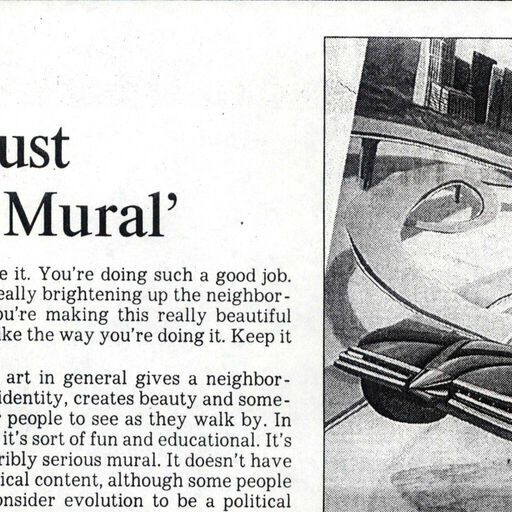 ust
Mural’
e it. You're doing such a good job.
eally brightening up the neighbor-
ou're making this really beautiful
ike the way you're doing it. Keep it
art in general gives a neighbor-
identity, creates beauty and some-
r people to see as they walk by. In
it's sort of fun and educational. It's
ribly serious mural. It doesn't have
ical content, although some people
onsider evolution to be a political